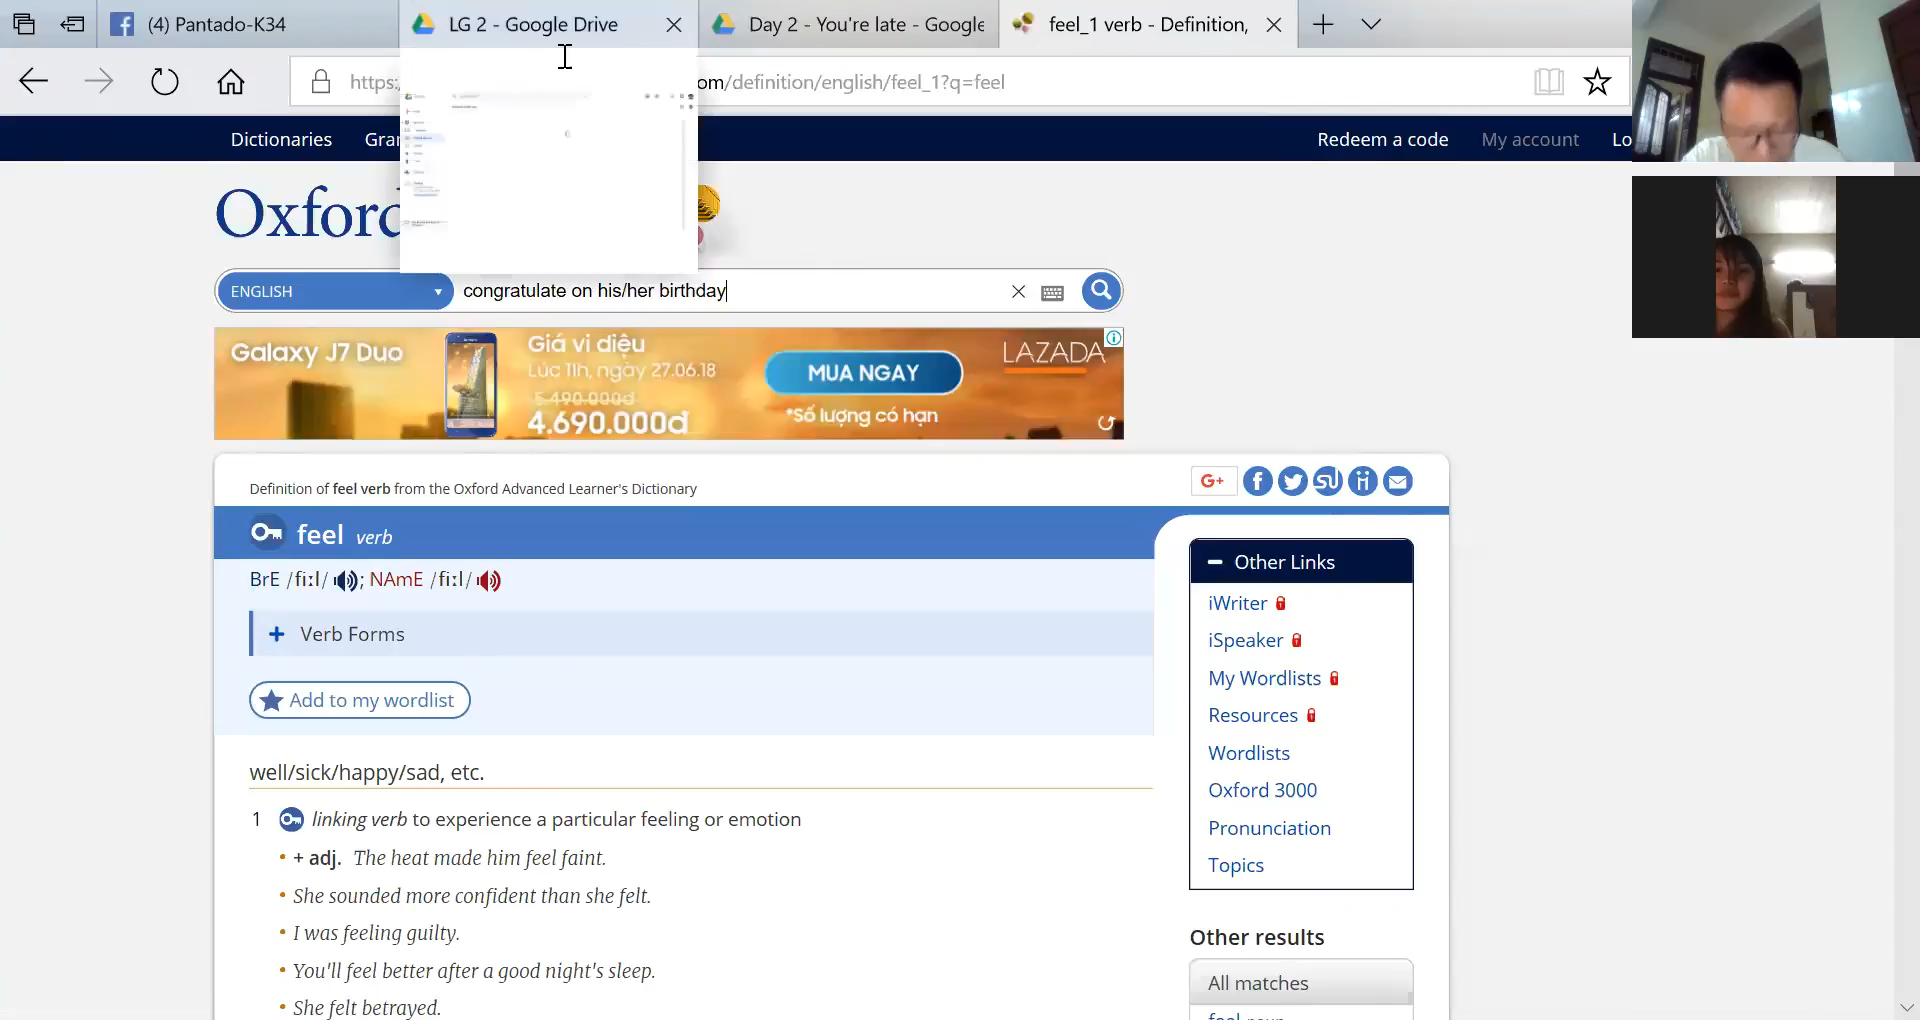 (4) Pantado-K34
LG 2 - Google Drive
Day 2 - You're late - Google
feel_1 verb - Definition,
https:
om/definition/english/feel_1?q=feel
Dictionaries
Gra
Redeem a code
My account
Lo
Oxford
ENGLISH
congratulate on his/her birthday
Galaxy J7 Duo
Giá vi diệu
Lúc 11h, ngày 27.06.18
5.490.000đ
4.690.000đ
MUA NGAY
*Số lượng có hạn
LAZADA
Definition of feel verb from the Oxford Advanced Learner's Dictionary
G+
feel verb
BrE /fiːl/ ; NAmE /fiːl/
+ Verb Forms
Add to my wordlist
well/sick/happy/sad, etc.
1 linking verb to experience a particular feeling or emotion
• + adj. The heat made him feel faint.
• She sounded more confident than she felt.
• I was feeling guilty.
• You'll feel better after a good night's sleep.
• She felt betrayed.
Other Links
iWriter
iSpeaker
My Wordlists
Resources
Wordlists
Oxford 3000
Pronunciation
Topics
Other results
All matches